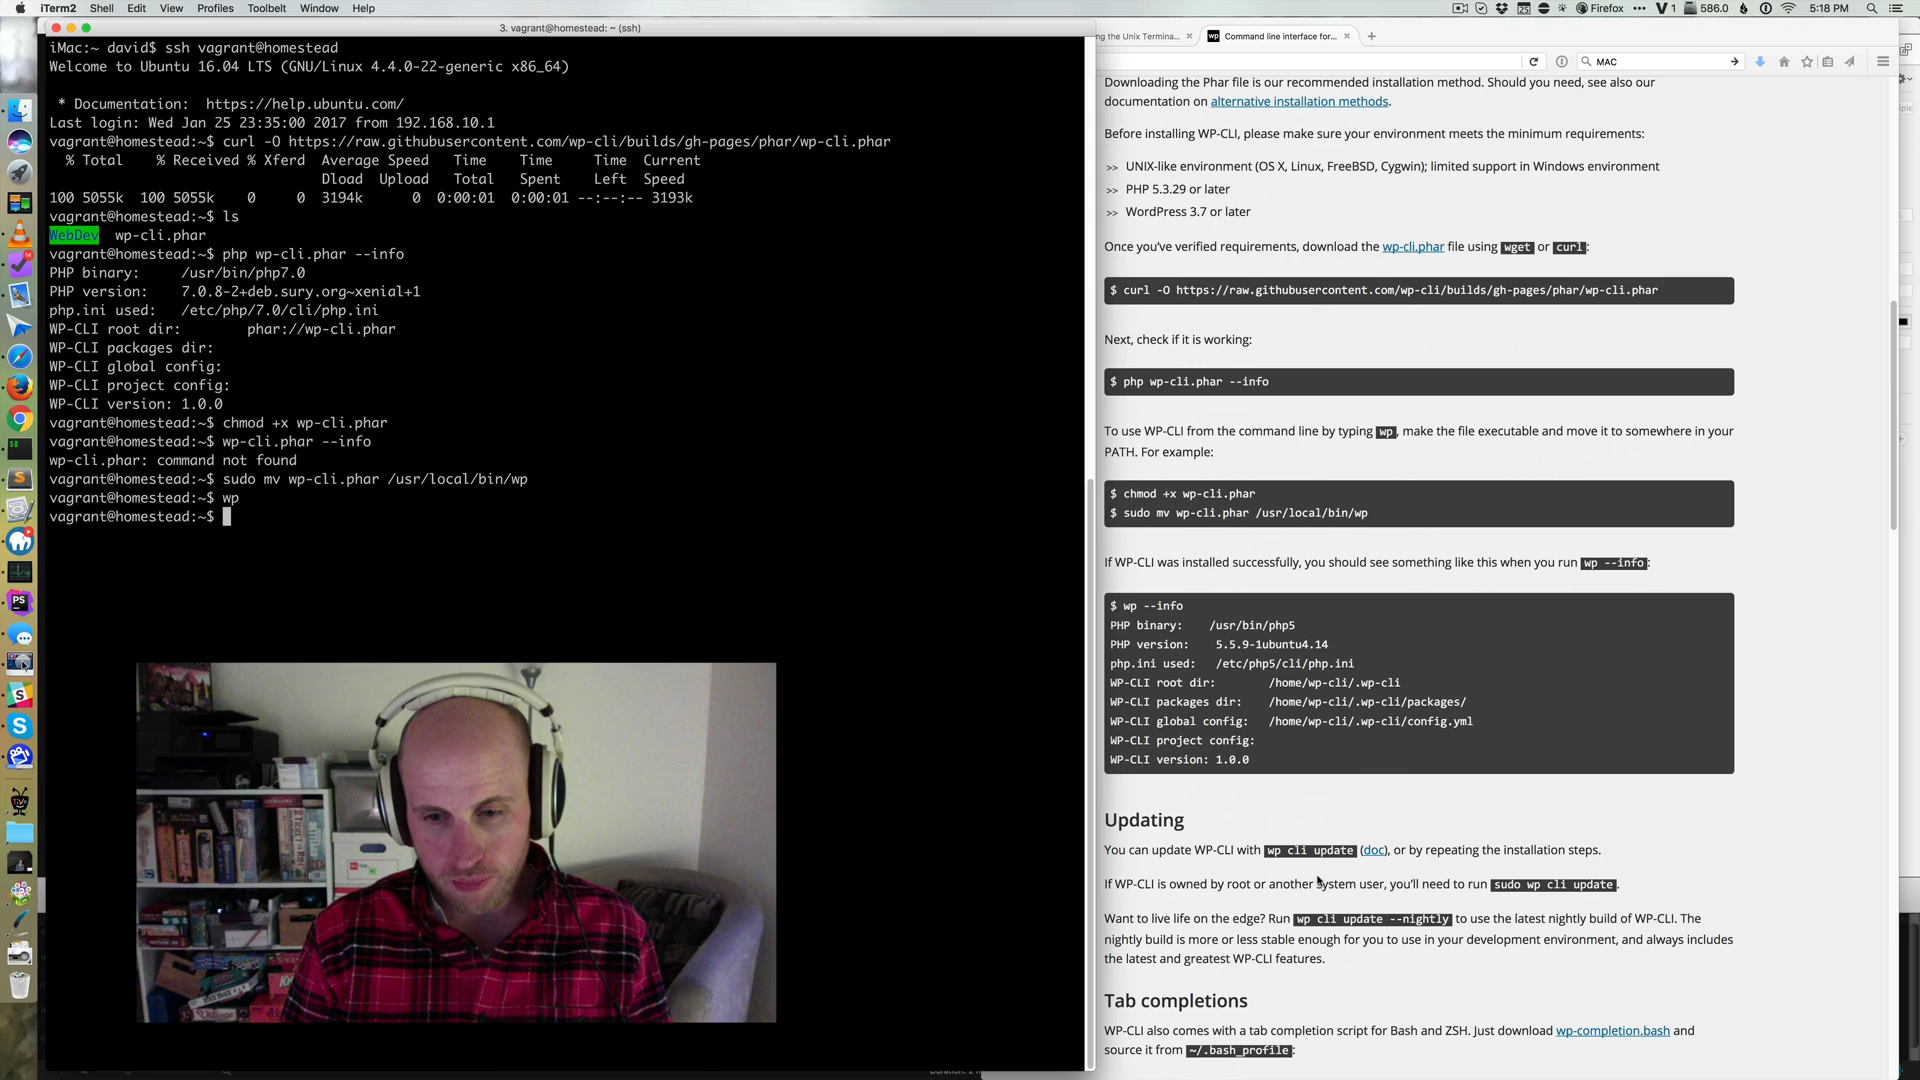 iTerm2 Shell Edit View Profiles Toolbelt Window Help
Firefox ••• V 1 586.0 5:18 PM
3. vagrant@homestead: ~ (ssh)
iMac:~ david$ ssh vagrant@homestead
Welcome to Ubuntu 16.04 LTS (GNU/Linux 4.4.0-22-generic x86_64)
* Documentation: https://help.ubuntu.com/
Last login: Wed Jan 25 23:35:00 2017 from 192.168.10.1
vagrant@homestead:~$ curl -O https://raw.githubusercontent.com/wp-cli/builds/gh-pages/phar/wp-cli.phar
% Total % Received % Xferd Average Speed Time Time Time Current
Dload Upload Total Spent Left Speed
100 5055k 100 5055k 0 0 3194k 0 0:00:01 0:00:01 --:--:-- 3193k
vagrant@homestead:~$ ls
WebDev wp-cli.phar
vagrant@homestead:~$ php wp-cli.phar --info
PHP binary: /usr/bin/php7.0
PHP version: 7.0.8-2+deb.sury.org~xenial+1
php.ini used: /etc/php/7.0/cli/php.ini
WP-CLI root dir: phar://wp-cli.phar
WP-CLI packages dir:
WP-CLI global config:
WP-CLI project config:
WP-CLI version: 1.0.0
vagrant@homestead:~$ chmod +x wp-cli.phar
vagrant@homestead:~$ wp-cli.phar --info
wp-cli.phar: command not found
vagrant@homestead:~$ sudo mv wp-cli.phar /usr/local/bin/wp
vagrant@homestead:~$ wp
vagrant@homestead:~$
ng the Unix Termina...
Command line interface for...
MAC
Downloading the Phar file is our recommended installation method. Should you need, see also our
documentation on alternative installation methods.
Before installing WP-CLI, please make sure your environment meets the minimum requirements:
>> UNIX-like environment (OS X, Linux, FreeBSD, Cygwin); limited support in Windows environment
>> PHP 5.3.29 or later
>> WordPress 3.7 or later
Once you've verified requirements, download the wp-cli.phar file using wget or curl:
$ curl -O https://raw.githubusercontent.com/wp-cli/builds/gh-pages/phar/wp-cli.phar
Next, check if it is working:
$ php wp-cli.phar --info
To use WP-CLI from the command line by typing wp, make the file executable and move it to somewhere in your
PATH. For example:
$ chmod +x wp-cli.phar
$ sudo mv wp-cli.phar /usr/local/bin/wp
If WP-CLI was installed successfully, you should see something like this when you run wp --info:
$ wp --info
PHP binary: /usr/bin/php5
PHP version: 5.5.9-1ubuntu4.14
php.ini used: /etc/php5/cli/php.ini
WP-CLI root dir: /home/wp-cli/.wp-cli
WP-CLI packages dir: /home/wp-cli/.wp-cli/packages/
WP-CLI global config: /home/wp-cli/.wp-cli/config.yml
WP-CLI project config:
WP-CLI version: 1.0.0
Updating
You can update WP-CLI with wp cli update (doc), or by repeating the installation steps.
If WP-CLI is owned by root or another system user, you'll need to run sudo wp cli update.
Want to live life on the edge? Run wp cli update --nightly to use the latest nightly build of WP-CLI. The
nightly build is more or less stable enough for you to use in your development environment, and always includes
the latest and greatest WP-CLI features.
Tab completions
WP-CLI also comes with a tab completion script for Bash and ZSH. Just download wp-completion.bash and
source it from ~/.bash_profile: